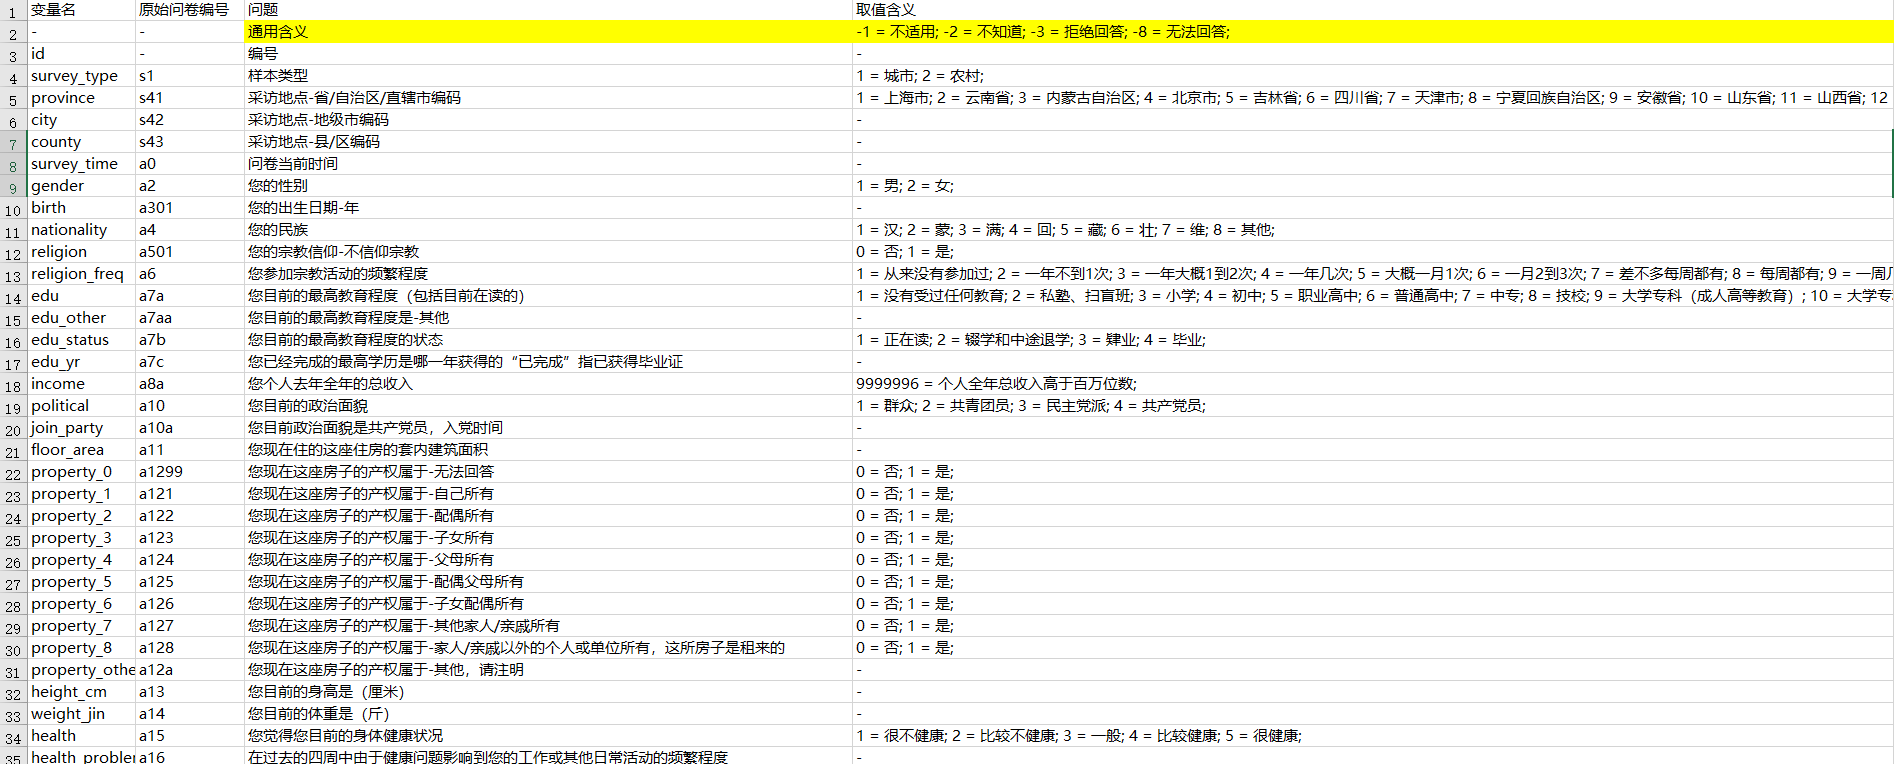 1 变量名 原始问卷编号 问题 取值含义
2 - - 通用含义 -1 = 不适用; -2 = 不知道; -3 = 拒绝回答; -8 = 无法回答;
3 id - 编号 -
4 survey_type s1 样本类型 1 = 城市; 2 = 农村;
5 province s41 采访地点-省/自治区/直辖市编码 1 = 上海市; 2 = 云南省; 3 = 内蒙古自治区; 4 = 北京市; 5 = 吉林省; 6 = 四川省; 7 = 天津市; 8 = 宁夏回族自治区; 9 = 安徽省; 10 = 山东省; 11 = 山西省; 12
6 city s42 采访地点-地级市编码 -
7 county s43 采访地点-县/区编码 -
8 survey_time a0 问卷当前时间 -
9 gender a2 您的性别 1 = 男; 2 = 女;
10 birth a301 您的出生日期-年 -
11 nationality a4 您的民族 1 = 汉; 2 = 蒙; 3 = 满; 4 = 回; 5 = 藏; 6 = 壮; 7 = 维; 8 = 其他;
12 religion a501 您的宗教信仰-不信仰宗教 0 = 否; 1 = 是;
13 religion_freq a6 您参加宗教活动的频繁程度 1 = 从来没有参加过; 2 = 一年不到1次; 3 = 一年大概1到2次; 4 = 一年几次; 5 = 大概一月1次; 6 = 一月2到3次; 7 = 差不多每周都有; 8 = 每周都有; 9 = 一周几
14 edu a7a 您目前的最高教育程度（包括目前在读的） 1 = 没有受过任何教育; 2 = 私塾、扫盲班; 3 = 小学; 4 = 初中; 5 = 职业高中; 6 = 普通高中; 7 = 中专; 8 = 技校; 9 = 大学专科（成人高等教育）; 10 = 大学专
15 edu_other a7aa 您目前的最高教育程度是-其他 -
16 edu_status a7b 您目前的最高教育程度的状态 1 = 正在读; 2 = 辍学和中途退学; 3 = 肄业; 4 = 毕业;
17 edu_yr a7c 您已经完成的最高学历是哪一年获得的“已完成”指已获得毕业证 -
18 income a8a 您个人去年全年的总收入 9999996 = 个人全年总收入高于百万位数;
19 political a10 您目前的政治面貌 1 = 群众; 2 = 共青团员; 3 = 民主党派; 4 = 共产党员;
20 join_party a10a 您目前政治面貌是共产党员，入党时间 -
21 floor_area a11 您现在住的这座住房的套内建筑面积 -
22 property_0 a1299 您现在这座房子的产权属于-无法回答 0 = 否; 1 = 是;
23 property_1 a121 您现在这座房子的产权属于-自己所有 0 = 否; 1 = 是;
24 property_2 a122 您现在这座房子的产权属于-配偶所有 0 = 否; 1 = 是;
25 property_3 a123 您现在这座房子的产权属于-子女所有 0 = 否; 1 = 是;
26 property_4 a124 您现在这座房子的产权属于-父母所有 0 = 否; 1 = 是;
27 property_5 a125 您现在这座房子的产权属于-配偶父母所有 0 = 否; 1 = 是;
28 property_6 a126 您现在这座房子的产权属于-子女配偶所有 0 = 否; 1 = 是;
29 property_7 a127 您现在这座房子的产权属于-其他家人/亲戚所有 0 = 否; 1 = 是;
30 property_8 a128 您现在这座房子的产权属于-家人/亲戚以外的个人或单位所有，这所房子是租来的 0 = 否; 1 = 是;
31 property_othe a12a 您现在这座房子的产权属于-其他，请注明 -
32 height_cm a13 您目前的身高是（厘米） -
33 weight_jin a14 您目前的体重是（斤） -
34 health a15 您觉得您目前的身体健康状况 1 = 很不健康; 2 = 比较不健康; 3 = 一般; 4 = 比较健康; 5 = 很健康;
35 health_probler a16 在过去的四周中由于健康问题影响到您的工作或其他日常活动的频繁程度 -